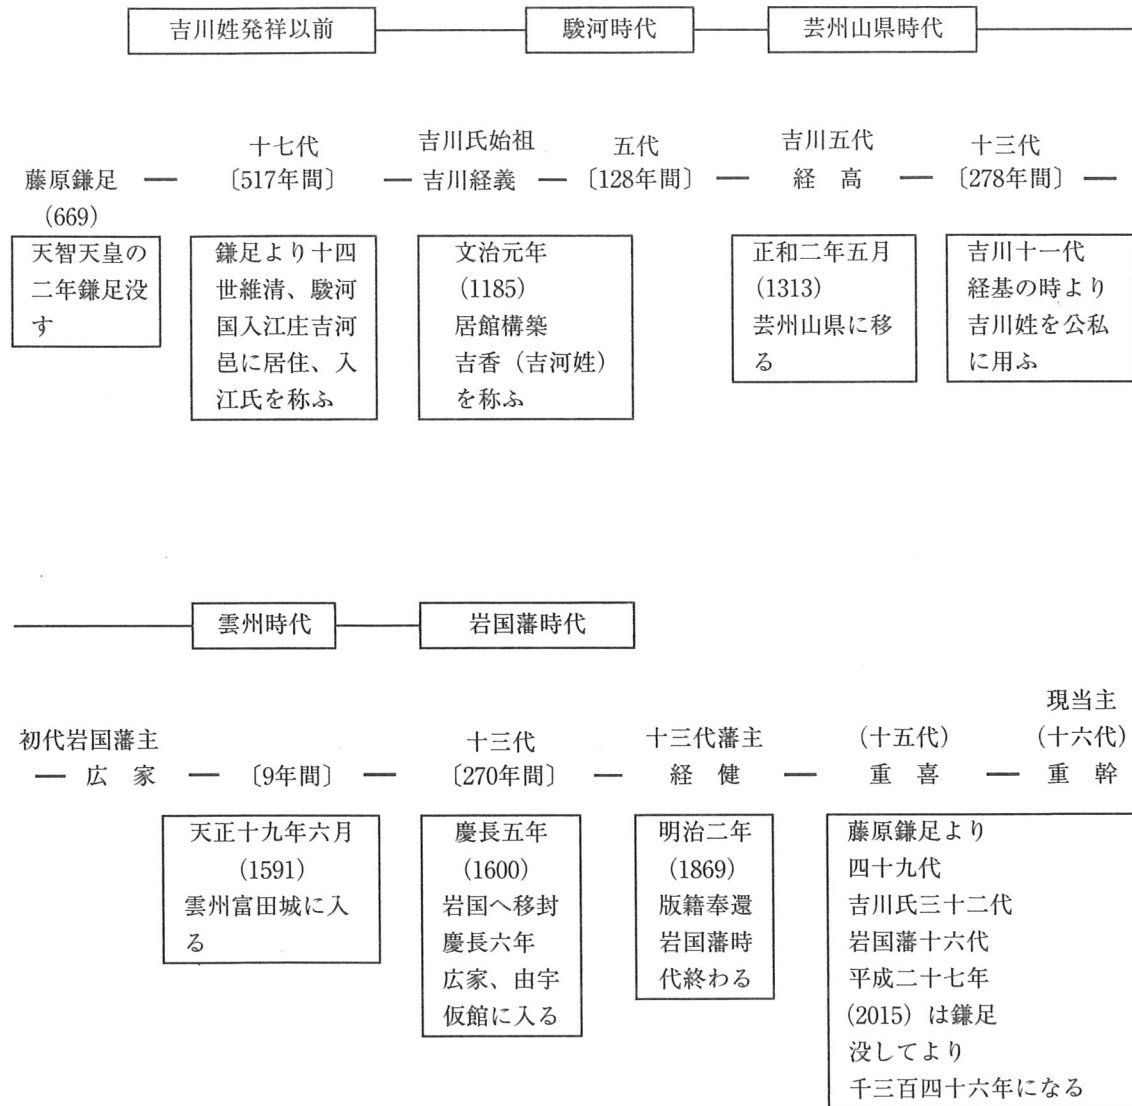 吉川姓発祥以前
駿河時代
芸州山県時代
藤原鎌足
(669)
天智天皇の
二年鎌足没
す
十七代
〔517年間〕
鎌足より十四
世維清、駿河
国入江庄吉河
邑に居住、入
江氏を称ふ
吉川氏始祖
吉川経義
文治元年
(1185)
居館構築
吉香（吉河姓）
を称ふ
五代
〔128年間〕
吉川五代
経　高
正和二年五月
(1313)
芸州山県に移
る
十三代
〔278年間〕
吉川十一代
経基の時より
吉川姓を公私
に用ふ
雲州時代
岩国藩時代
初代岩国藩主
広　家
〔9年間〕
天正十九年六月
(1591)
雲州富田城に入
る
十三代
〔270年間〕
慶長五年
(1600)
岩国へ移封
慶長六年
広家、由宇
仮館に入る
十三代藩主
経　健
明治二年
(1869)
版籍奉還
岩国藩時
代終わる
(十五代)
重　喜
現当主
(十六代)
重　幹
藤原鎌足より
四十九代
吉川氏三十二代
岩国藩十六代
平成二十七年
(2015) は鎌足
没してより
千三百四十六年になる